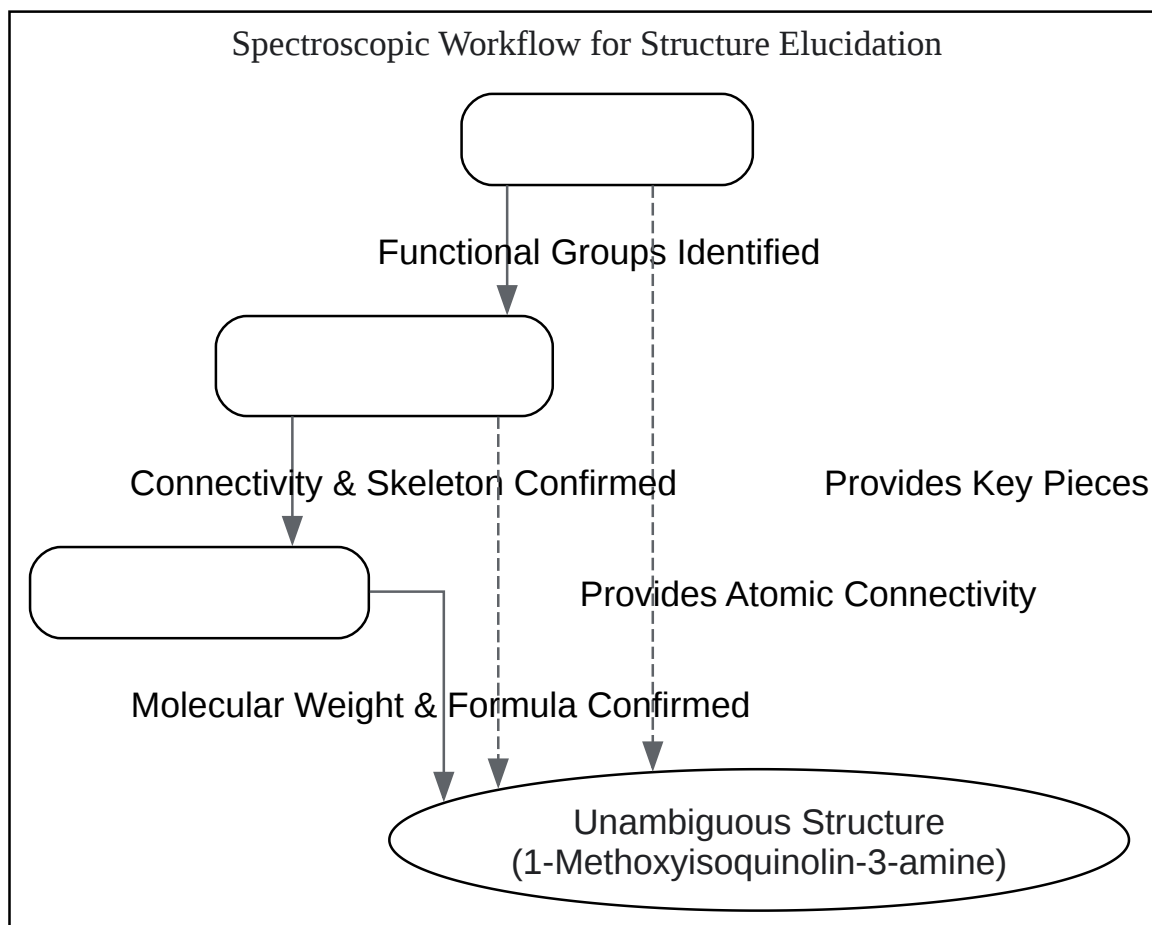 Spectroscopic Workflow for Structure Elucidation
Functional Groups Identified
Connectivity & Skeleton Confirmed
Provides Key Pieces
Provides Atomic Connectivity
Molecular Weight & Formula Confirmed
Unambiguous Structure
(1-Methoxyisoquinolin-3-amine)